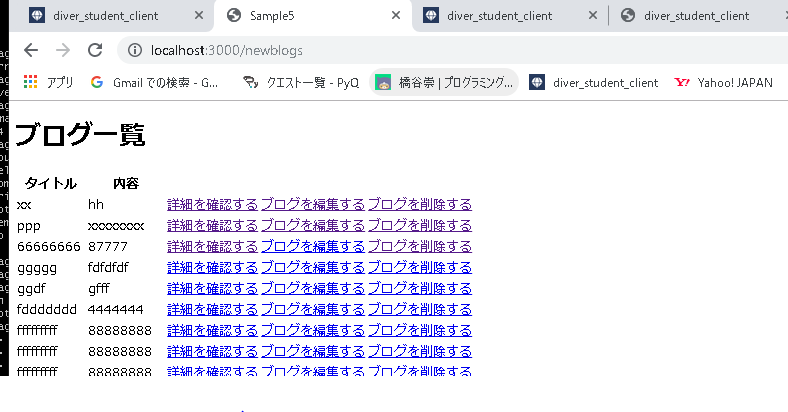 diver_student_client Sample5 diver_student_client diver_student_client
localhost:3000/newblogs
アプリ Gmail での検索 - G... クエスト一覧 - PyQ 橘谷崇 | プログラミング... diver_student_client Yahoo! JAPAN
ブログ一覧
タイトル 内容
xx hh 詳細を確認する ブログを編集する ブログを削除する
ppp xxxxxxxx 詳細を確認する ブログを編集する ブログを削除する
66666666 87777 詳細を確認する ブログを編集する ブログを削除する
ggggg fdfdfdf 詳細を確認する ブログを編集する ブログを削除する
ggdf gfff 詳細を確認する ブログを編集する ブログを削除する
fddddddd 4444444 詳細を確認する ブログを編集する ブログを削除する
ffffffff 88888888 詳細を確認する ブログを編集する ブログを削除する
ffffffff 88888888 詳細を確認する ブログを編集する ブログを削除する
ffffffff 88888888 詳細を確認する ブログを編集する ブログを削除する